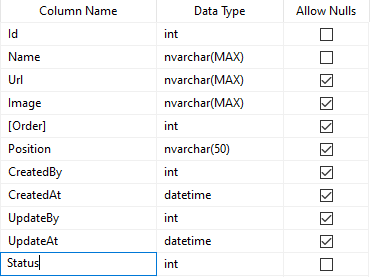 Column Name Data Type Allow Nulls
Id int
Name nvarchar(MAX)
Url nvarchar(MAX)
Image nvarchar(MAX)
[Order] int
Position nvarchar(50)
CreatedBy int
CreatedAt datetime
UpdateBy int
UpdateAt datetime
Status int